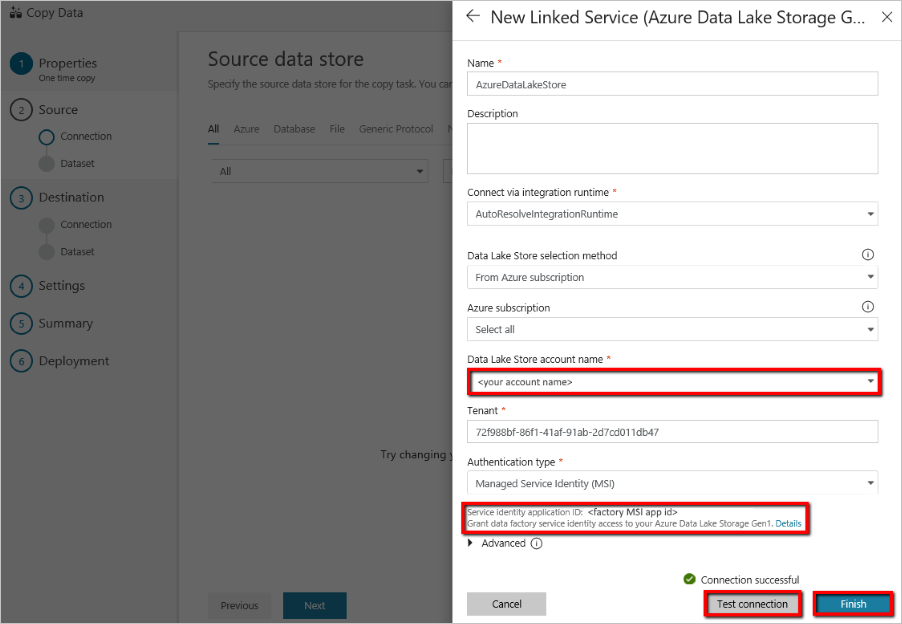 Copy Data
1 Properties
One time copy
2 Source
Connection
Dataset
3 Destination
Connection
Dataset
4 Settings
5 Summary
6 Deployment
Source data store
Specify the source data store for the copy task. You can
All Azure Database File Generic Protocol
All
Try changing
Previous Next
New Linked Service (Azure Data Lake Storage G...
Name *
AzureDataLakeStore
Description
Connect via integration runtime *
AutoResolveIntegrationRuntime
Data Lake Store selection method
From Azure subscription
Azure subscription
Select all
Data Lake Store account name *
<your account name>
Tenant *
72f988bf-86f1-41af-91ab-2d7cd011db47
Authentication type *
Managed Service Identity (MSI)
Service identity application ID: <factory MSI app id>
Grant data factory service identity access to your Azure Data Lake Storage Gen1. Details
Advanced
Connection successful
Cancel Test connection Finish